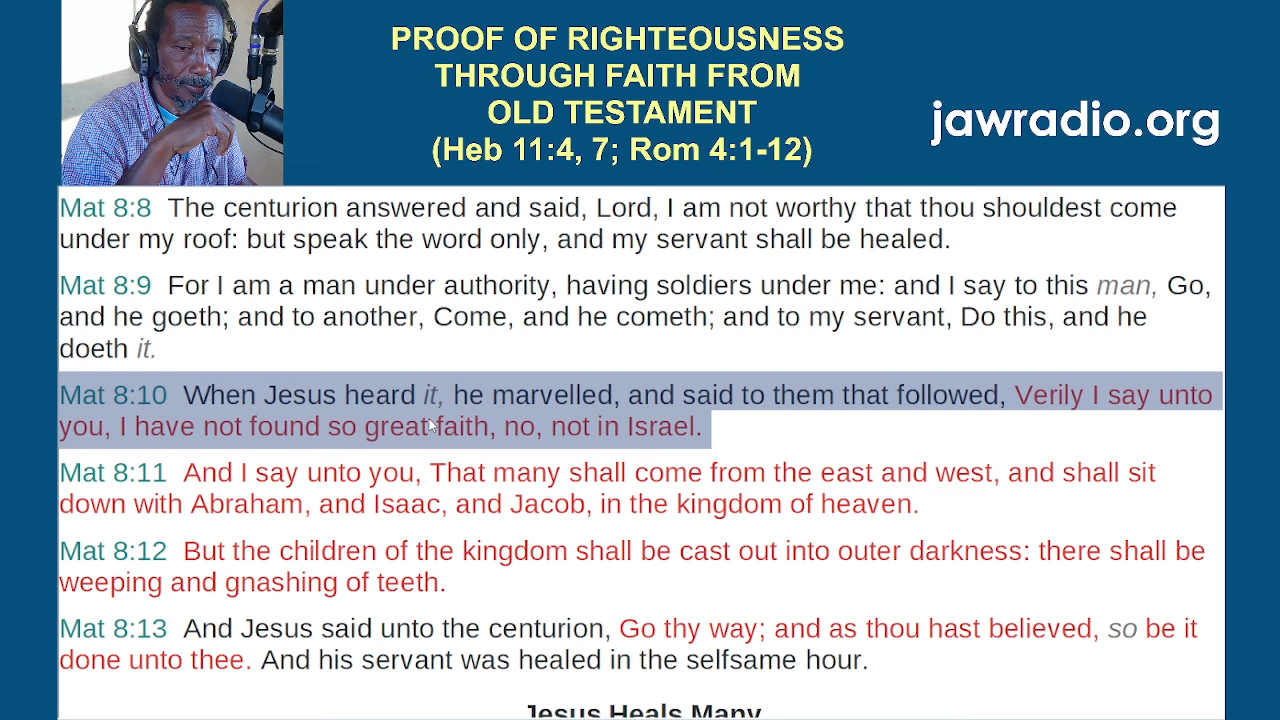 PROOF OF RIGHTEOUSNESS
THROUGH FAITH FROM
OLD TESTAMENT
(Heb 11:4, 7; Rom 4:1-12)
jawradio.org
Mat 8:8 The centurion answered and said, Lord, I am not worthy that thou shouldest come
under my roof: but speak the word only, and my servant shall be healed.
Mat 8:9 For I am a man under authority, having soldiers under me: and I say to this man, Go,
and he goeth; and to another, Come, and he cometh; and to my servant, Do this, and he
doeth it.
Mat 8:10 When Jesus heard it, he marvelled, and said to them that followed, Verily I say unto
you, I have not found so great faith, no, not in Israel.
Mat 8:11 And I say unto you, That many shall come from the east and west, and shall sit
down with Abraham, and Isaac, and Jacob, in the kingdom of heaven.
Mat 8:12 But the children of the kingdom shall be cast out into outer darkness: there shall be
weeping and gnashing of teeth.
Mat 8:13 And Jesus said unto the centurion, Go thy way; and as thou hast believed, so be it
done unto thee. And his servant was healed in the selfsame hour.
Jesus Heals Many